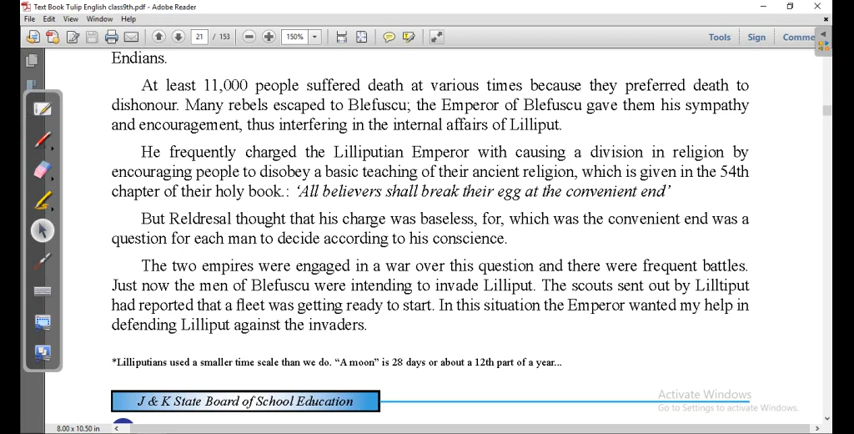 Text Book Tulip English class9th.pdf - Adobe Reader
File Edit View Window Help
21 / 153 150% Tools Sign Comme
Endians.
At least 11,000 people suffered death at various times because they preferred death to
dishonour. Many rebels escaped to Blefuscu; the Emperor of Blefuscu gave them his sympathy
and encouragement, thus interfering in the internal affairs of Lilliput.
He frequently charged the Lilliputian Emperor with causing a division in religion by
encouraging people to disobey a basic teaching of their ancient religion, which is given in the 54th
chapter of their holy book.: ‘All believers shall break their egg at the convenient end’
But Reldresal thought that his charge was baseless, for, which was the convenient end was a
question for each man to decide according to his conscience.
The two empires were engaged in a war over this question and there were frequent battles.
Just now the men of Blefuscu were intending to invade Lilliput. The scouts sent out by Lilltiput
had reported that a fleet was getting ready to start. In this situation the Emperor wanted my help in
defending Lilliput against the invaders.
*Lilliputians used a smaller time scale than we do. “A moon” is 28 days or about a 12th part of a year...
J & K State Board of School Education
Activate Windows
Go to Settings to activate Windows.
8.00 x 10.50 in